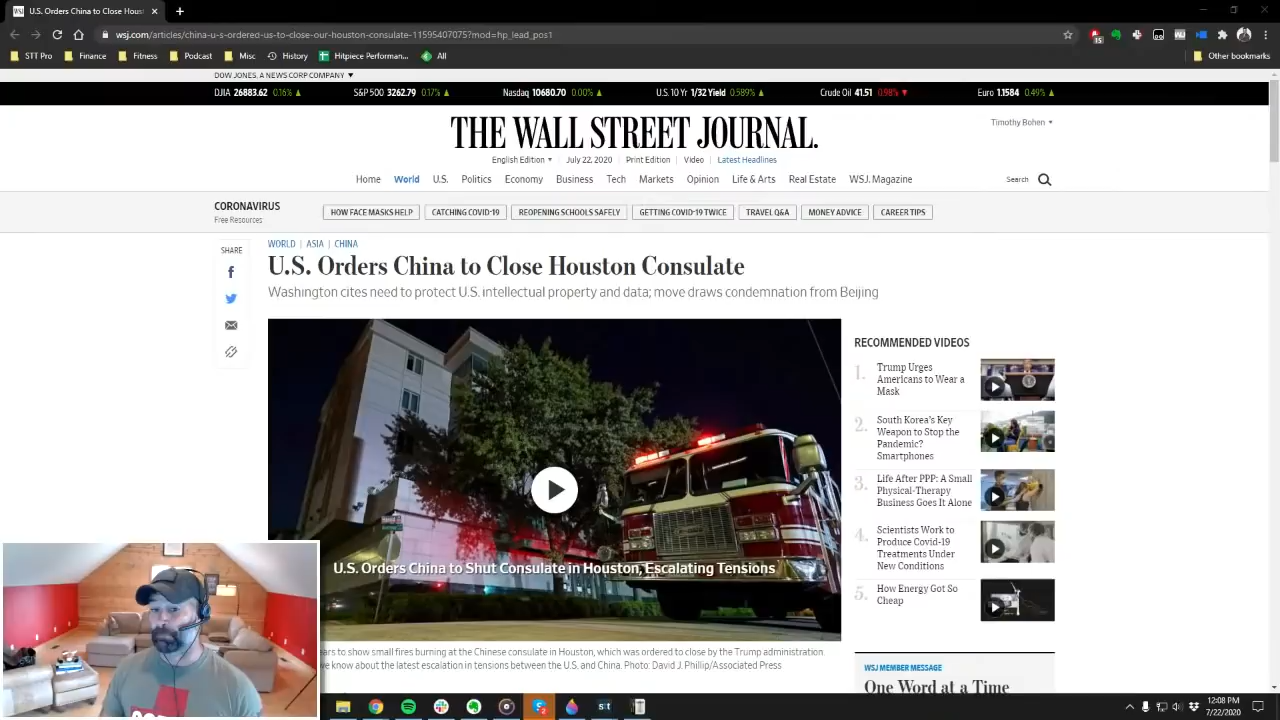 U.S. Orders China to Close Hous
wsj.com/articles/china-u-s-ordered-us-to-close-houston-consulate-11595407075?mod=hp_lead_pos1
15
STT Pro
Finance
Fitness
Podcast
Misc
History
Hitpiece Performan...
All
Other bookmarks
DOW JONES, A NEWS CORP COMPANY
DJIA 26883.62 0.16%
S&P 500 3262.79 0.17%
Nasdaq 10680.70 0.00%
U.S. 10 Yr 1/32 Yield 0.589%
Crude Oil 41.51 0.98%
Euro 1.1584 0.49%
THE WALL STREET JOURNAL.
Timothy Bohen
English Edition
July 22, 2020
Print Edition
Video
Latest Headlines
Home World U.S. Politics Economy Business Tech Markets Opinion Life & Arts Real Estate WSJ. Magazine
Search
CORONAVIRUS
Free Resources
HOW FACE MASKS HELP
CATCHING COVID-19
REOPENING SCHOOLS SAFELY
GETTING COVID-19 TWICE
TRAVEL Q&A
MONEY ADVICE
CAREER TIPS
SHARE
WORLD | ASIA | CHINA
U.S. Orders China to Close Houston Consulate
Washington cites need to protect U.S. intellectual property and data; move draws condemnation from Beijing
U.S. Orders China to Shut Consulate in Houston, Escalating Tensions
to show small fires burning at the Chinese consulate in Houston, which was ordered to close by the Trump administration.
know about the latest escalation in tensions between the U.S. and China. Photo: David J. Phillip/Associated Press
RECOMMENDED VIDEOS
1. Trump Urges
Americans to Wear a
Mask
2. South Korea's Key
Weapon to Stop the
Pandemic?
Smartphones
3. Life After PPP: A Small
Physical-Therapy
Business Goes It Alone
4. Scientists Work to
Produce Covid-19
Treatments Under
New Conditions
5. How Energy Got So
Cheap
WSJ MEMBER MESSAGE
One Word at a Time
12:08 PM
7/22/2020